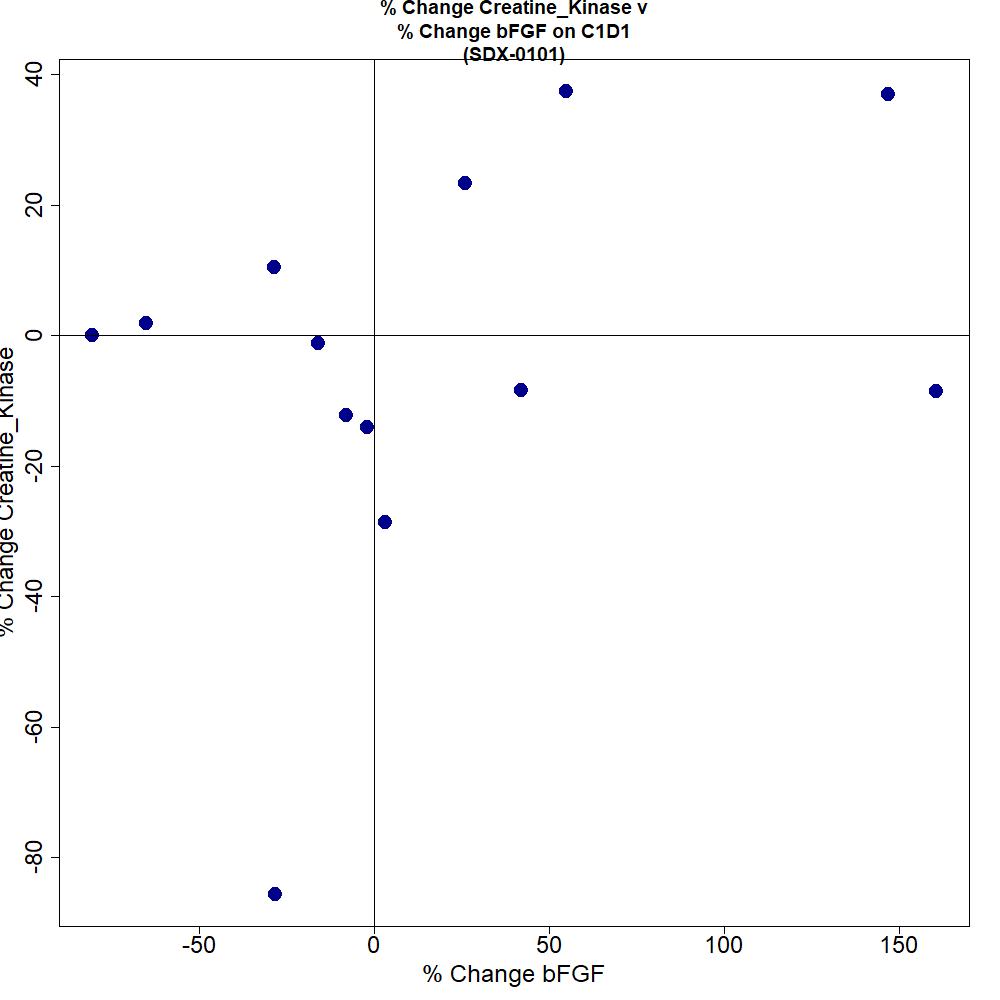 % Change Creatine_Kinase v
% Change bFGF on C1D1
(SDX-0101)
40
20
0
-20
-40
-60
-80
% Change Creatine_Kinase
-50
0
50
100
150
% Change bFGF